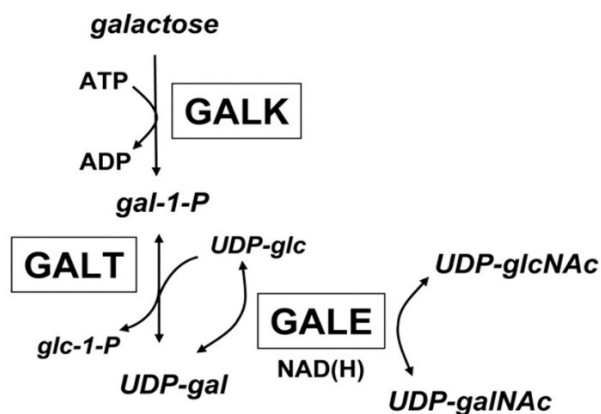 galactose
ATP
GALK
ADP
gal-1-P
UDP-glc
GALT
UDP-glcNAc
GALE
glc-1-P
NAD(H)
UDP-gal
UDP-galNAc